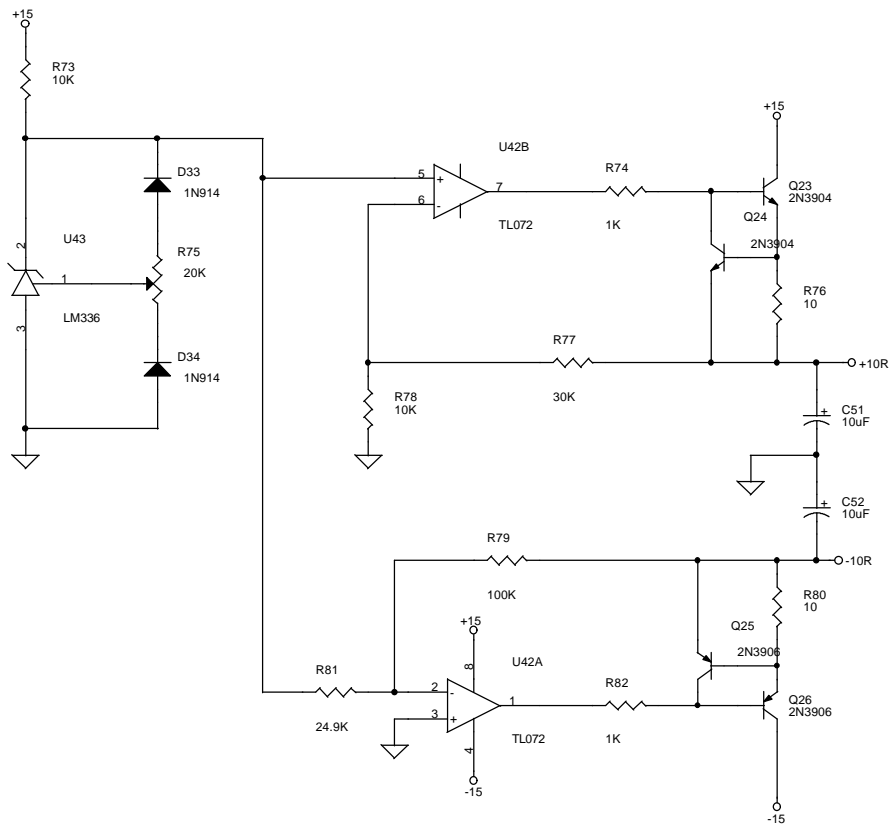 +15
R73
10K
D33
1N914
U43
2
1
3
LM336
R75
20K
D34
1N914
U42B
5
+
6
-
7
TL072
R74
1K
+15
Q23
2N3904
Q24
2N3904
R76
10
R77
30K
R78
10K
+10R
+
C51
10uF
+
C52
10uF
-10R
R79
100K
R80
10
Q25
2N3906
+15
8
U42A
R81
24.9K
2
-
3
+
1
TL072
4
-15
R82
1K
Q26
2N3906
-15